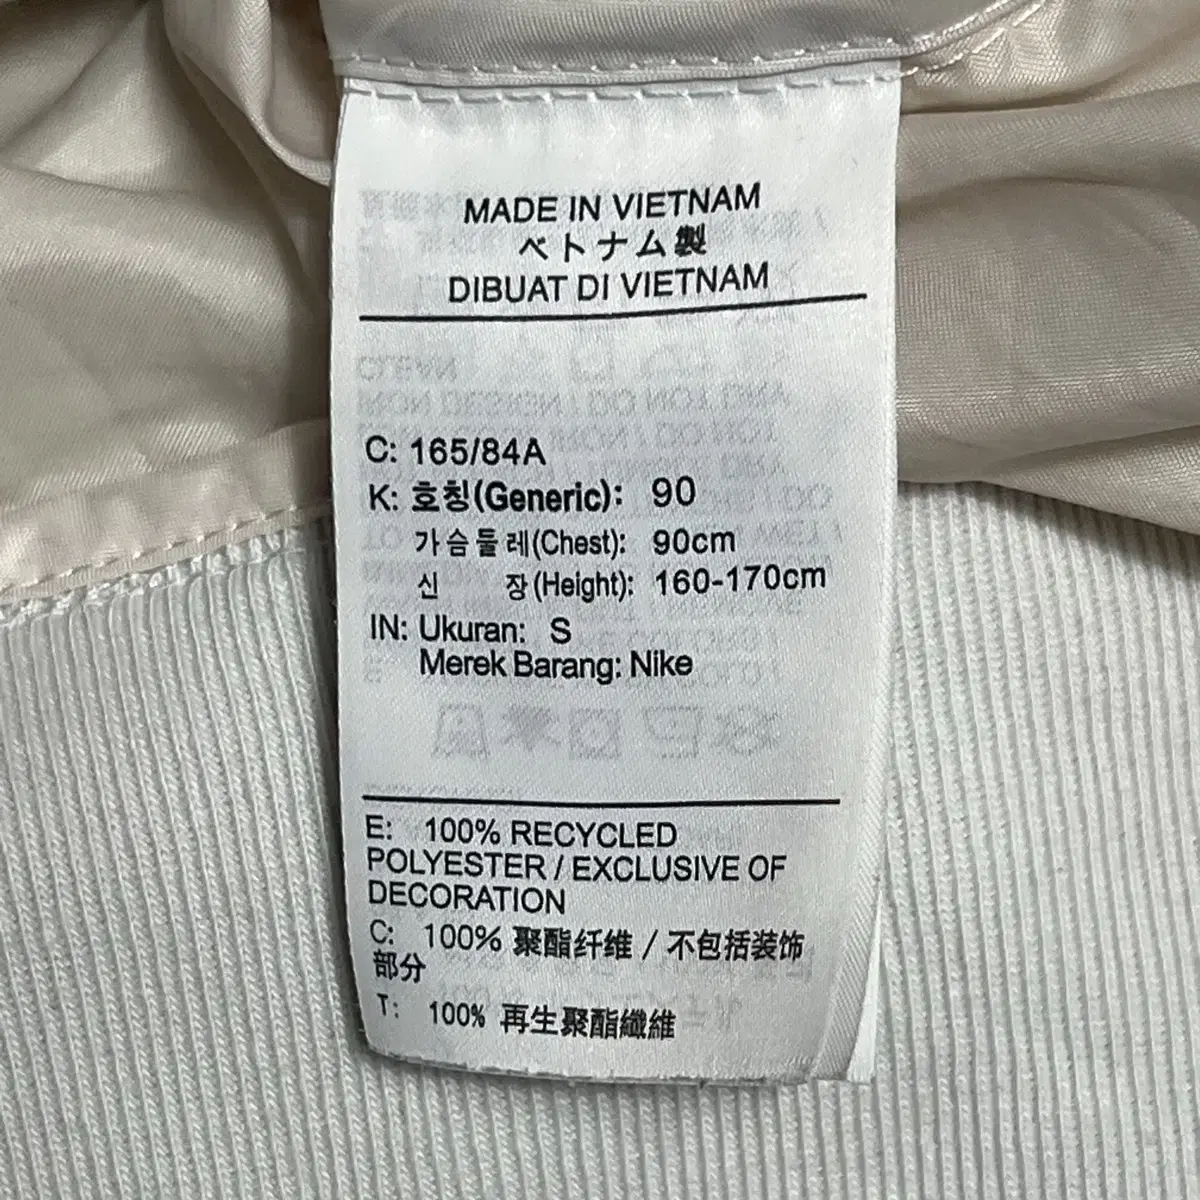 MADE IN VIETNAM
ベトナム製
DIBUAT DI VIETNAM
C: 165/84A
K: 호칭(Generic): 90
가슴둘레(Chest): 90cm
신 장(Height): 160-170cm
IN: Ukuran: S
Merek Barang: Nike
E: 100% RECYCLED
POLYESTER / EXCLUSIVE OF
DECORATION
C: 100% 聚酯纤维 / 不包括装饰
部分
T: 100% 再生聚酯纖維